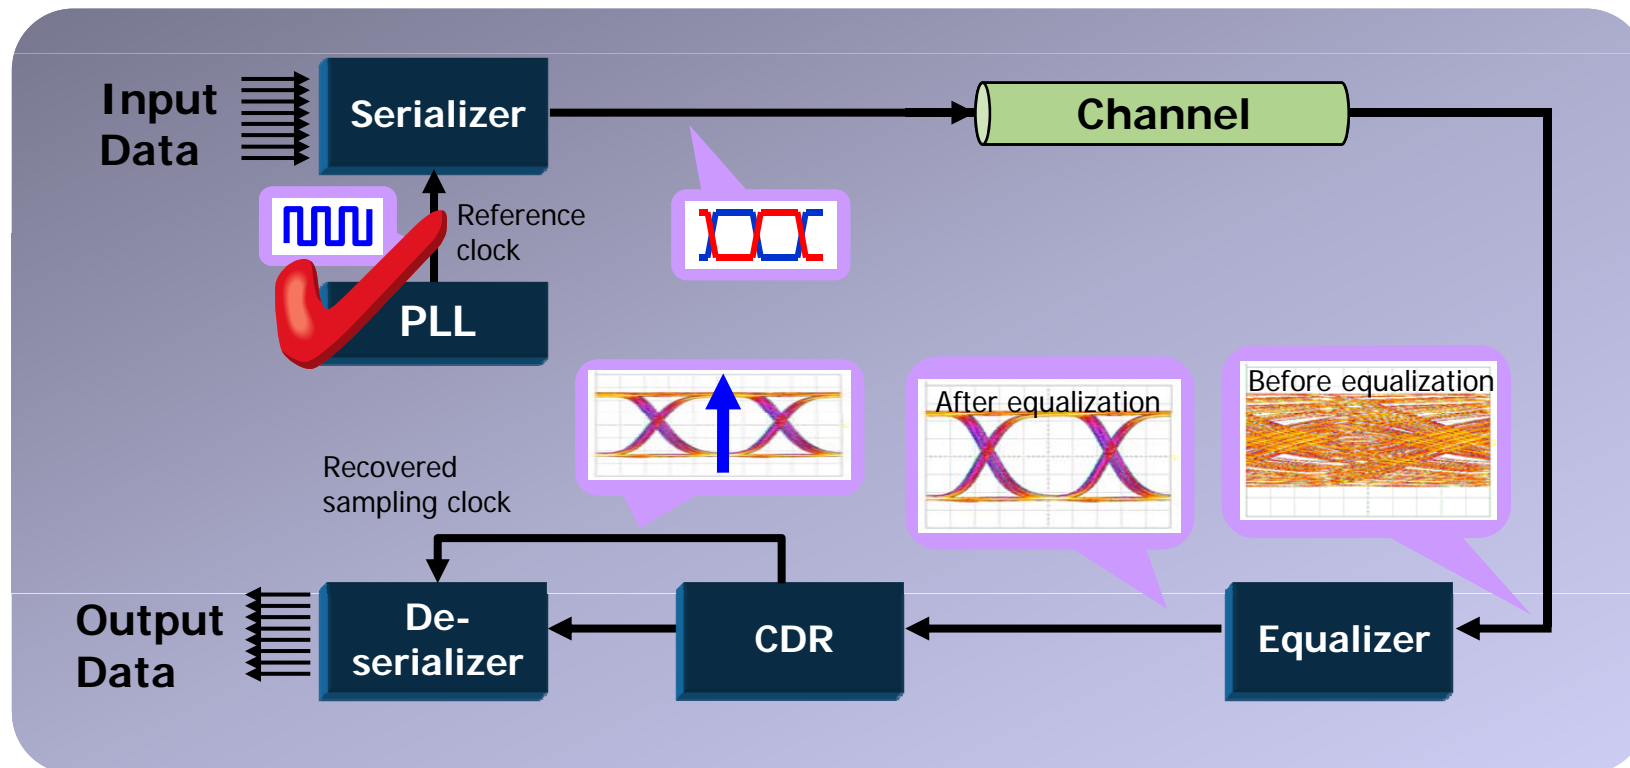 Input
Data
Serializer
Channel
Reference
clock
PLL
Before equalization
After equalization
Recovered
sampling clock
Output
Data
De-
serializer
CDR
Equalizer